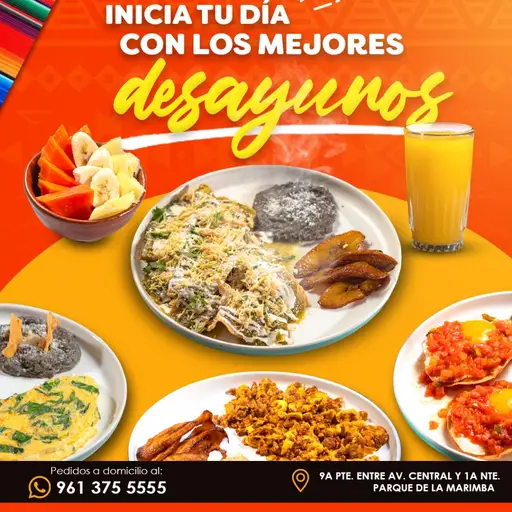 INICIA TU DÍA
CON LOS MEJORES
desayunos
Pedidos a domicilio al:
961 375 5555
9A PTE. ENTRE AV. CENTRAL Y 1A NTE.
PARQUE DE LA MARIMBA